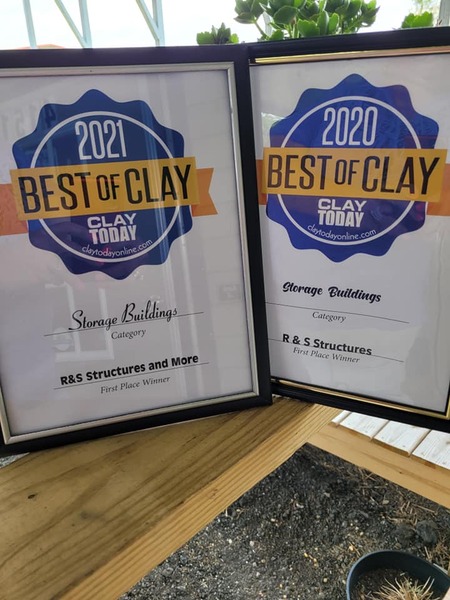 2021
BEST OF CLAY
CLAY
TODAY
claytodayonline.com
Storage Buildings
Category
R&S Structures and More
First Place Winner
2020
BEST OF CLAY
CLAY
TODAY
claytodayonline.com
Storage Buildings
Category
R & S Structures
First Place Winner